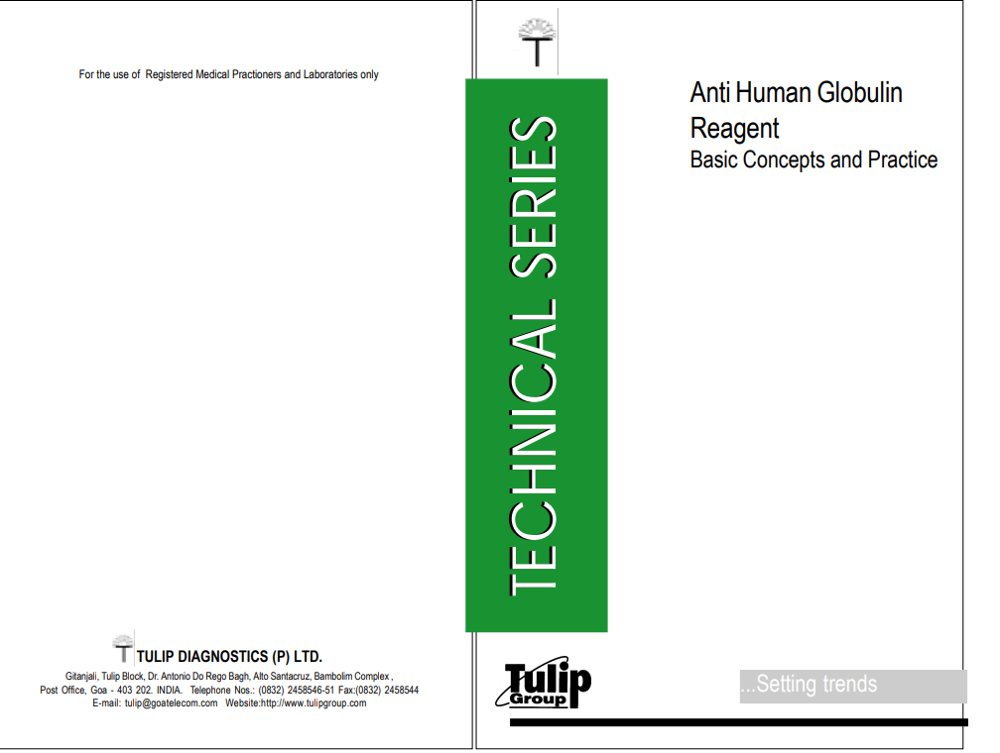 For the use of Registered Medical Practioners and Laboratories only
TULIP DIAGNOSTICS (P) LTD.
Gitanjali, Tulip Block, Dr. Antonio Do Rego Bagh, Alto Santacruz, Bambolim Complex ,
Post Office, Goa - 403 202. INDIA. Telephone Nos.: (0832) 2458546-51 Fax:(0832) 2458544
E-mail: tulip@goatelecom.com Website:http://www.tulipgroup.com
TECHNICAL SERIES
Anti Human Globulin
Reagent
Basic Concepts and Practice
Tulip
Group
...Setting trends